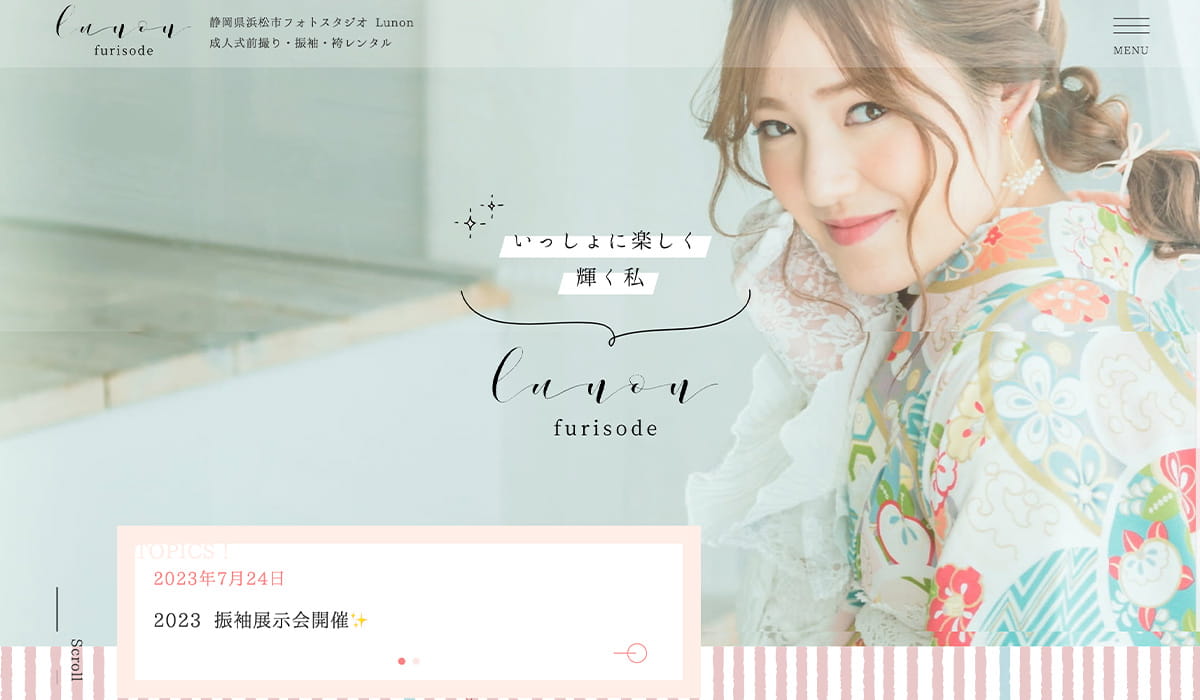 lunon
furisode
静岡県浜松市フォトスタジオ Lunon
成人式前撮り・振袖・袴レンタル
MENU
いっしょに楽しく
輝く私
lunon
furisode
TOPICS !
2023年7月24日
2023 振袖展示会開催✨
Scroll